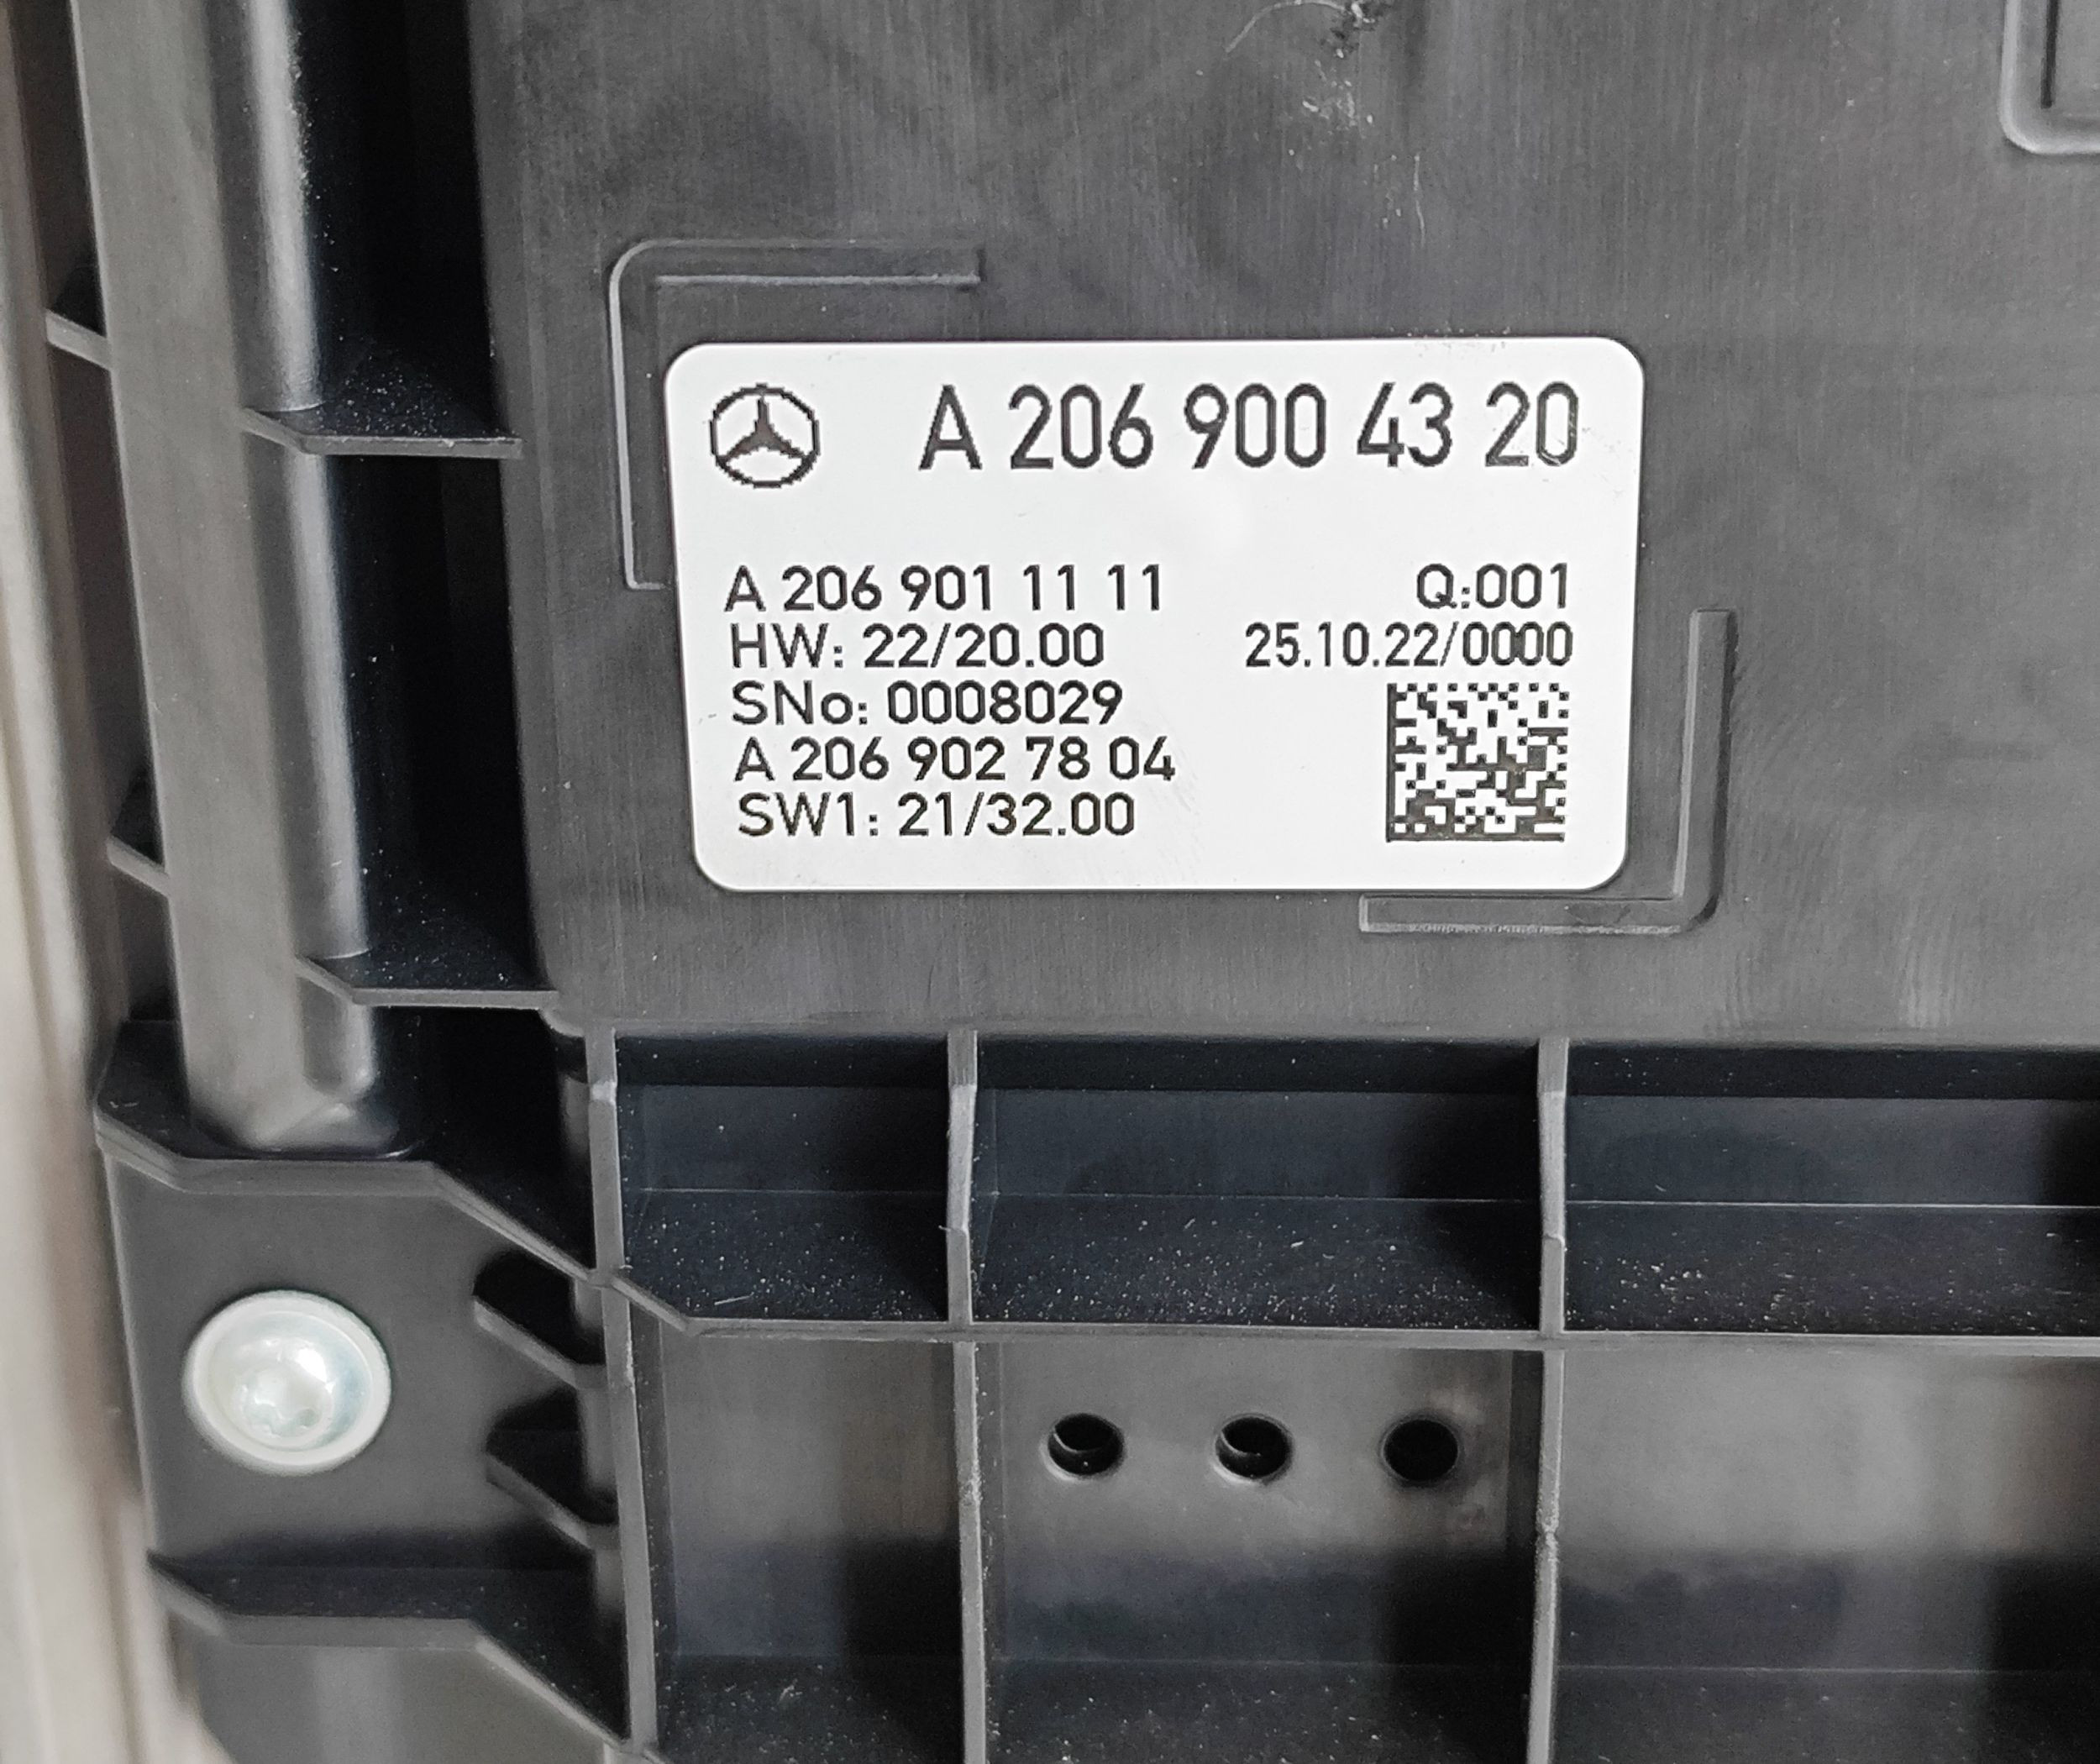 A 206 900 43 20
A 206 901 11 11 Q:001
HW: 22/20.00 25.10.22/0000
SNo: 0008029
A 206 902 78 04
SW1: 21/32.00